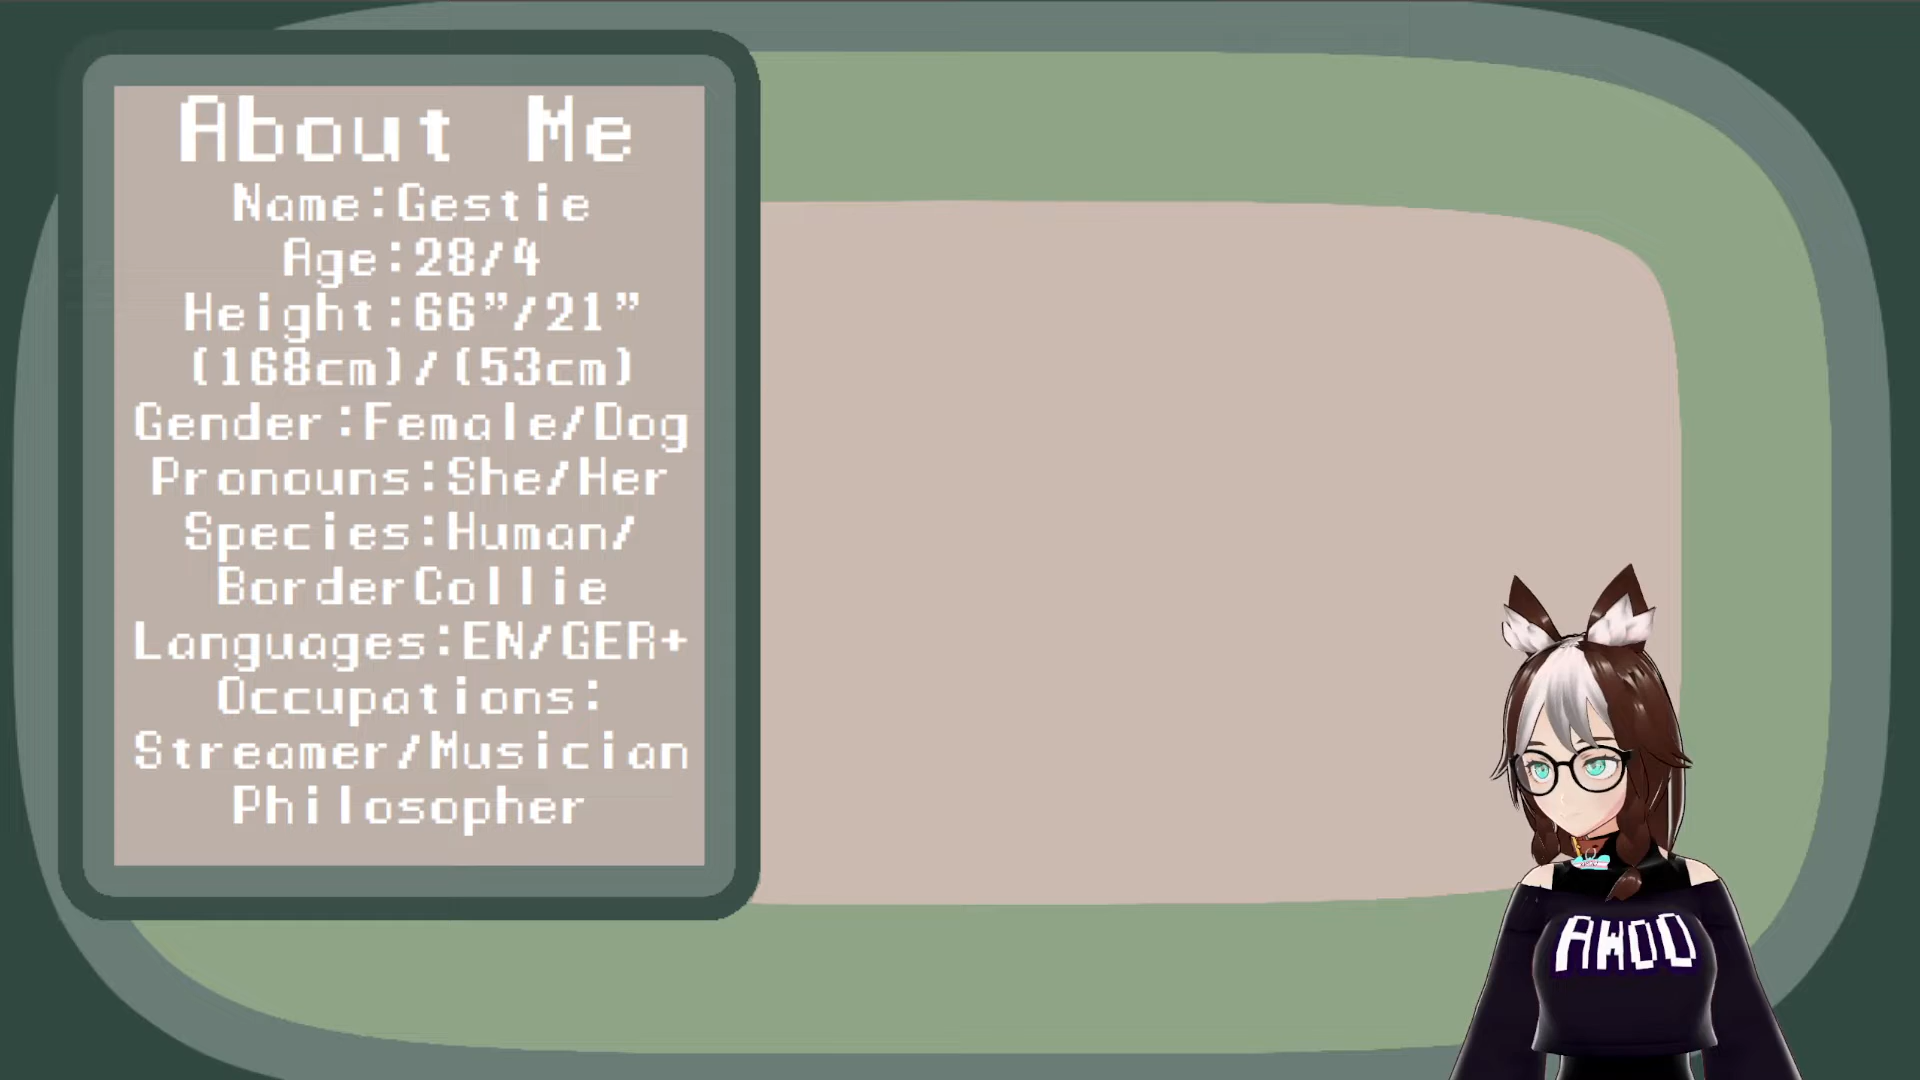 About Me
Name:Gestie
Age:28/4
Height:66”/21”
(168cm)/(53cm)
Gender:Female/Dog
Pronouns:She/Her
Species:Human/
BorderCollie
Languages:EN/GER+
Occupations:
Streamer/Musician
Philosopher
AWOO